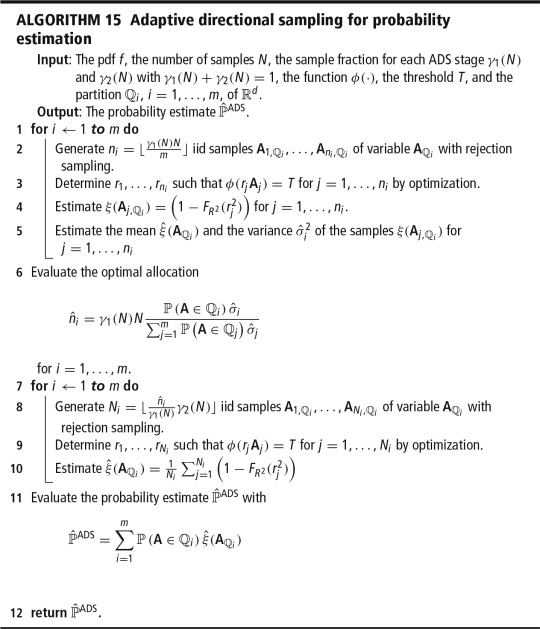 ALGORITHM 15 Adaptive directional sampling for probability
estimation
Input: The pdf f, the number of samples N, the sample fraction for each ADS stage γ₁(N)
and γ₂(N) with γ₁(N) + γ₂(N) = 1, the function ϕ(·), the threshold T, and the
partition ℚᵢ, i = 1, . . . , m, of ℝᵈ.
Output: The probability estimate ℙ̂ᴬᴰˢ.
1 for i ← 1 to m do
2 Generate nᵢ = ⌊γ₁(N)N/m⌋ iid samples A₁,ℚᵢ, . . . , Aₙᵢ,ℚᵢ of variable Aℚᵢ with rejection
sampling.
3 Determine r₁, . . . , rₙᵢ such that ϕ(rⱼAⱼ) = T for j = 1, . . . , nᵢ by optimization.
4 Estimate ξ(Aⱼ,ℚᵢ) = (1 − F_R²(rⱼ²)) for j = 1, . . . , nᵢ.
5 Estimate the mean ξ̂(Aℚᵢ) and the variance σ̂ᵢ² of the samples ξ(Aⱼ,ℚᵢ) for
j = 1, . . . , nᵢ
6 Evaluate the optimal allocation
n̂ᵢ = γ₁(N)N ℙ(A ∈ ℚᵢ) σ̂ᵢ / ∑ⱼ₌₁ᵐ ℙ(A ∈ ℚⱼ) σ̂ⱼ
for i = 1, . . . , m.
7 for i ← 1 to m do
8 Generate Nᵢ = ⌊n̂ᵢ/γ₁(N) γ₂(N)⌋ iid samples A₁,ℚᵢ, . . . , A_Nᵢ,ℚᵢ of variable Aℚᵢ with
rejection sampling.
9 Determine r₁, . . . , r_Nᵢ such that ϕ(rⱼAⱼ) = T for j = 1, . . . , Nᵢ by optimization.
10 Estimate ξ̂(Aℚᵢ) = 1/Nᵢ ∑ⱼ₌₁ᴺⁱ (1 − F_R²(rⱼ²))
11 Evaluate the probability estimate ℙ̂ᴬᴰˢ with
ℙ̂ᴬᴰˢ = ∑ᵢ₌₁ᵐ ℙ(A ∈ ℚᵢ) ξ̂(Aℚᵢ)
12 return ℙ̂ᴬᴰˢ.